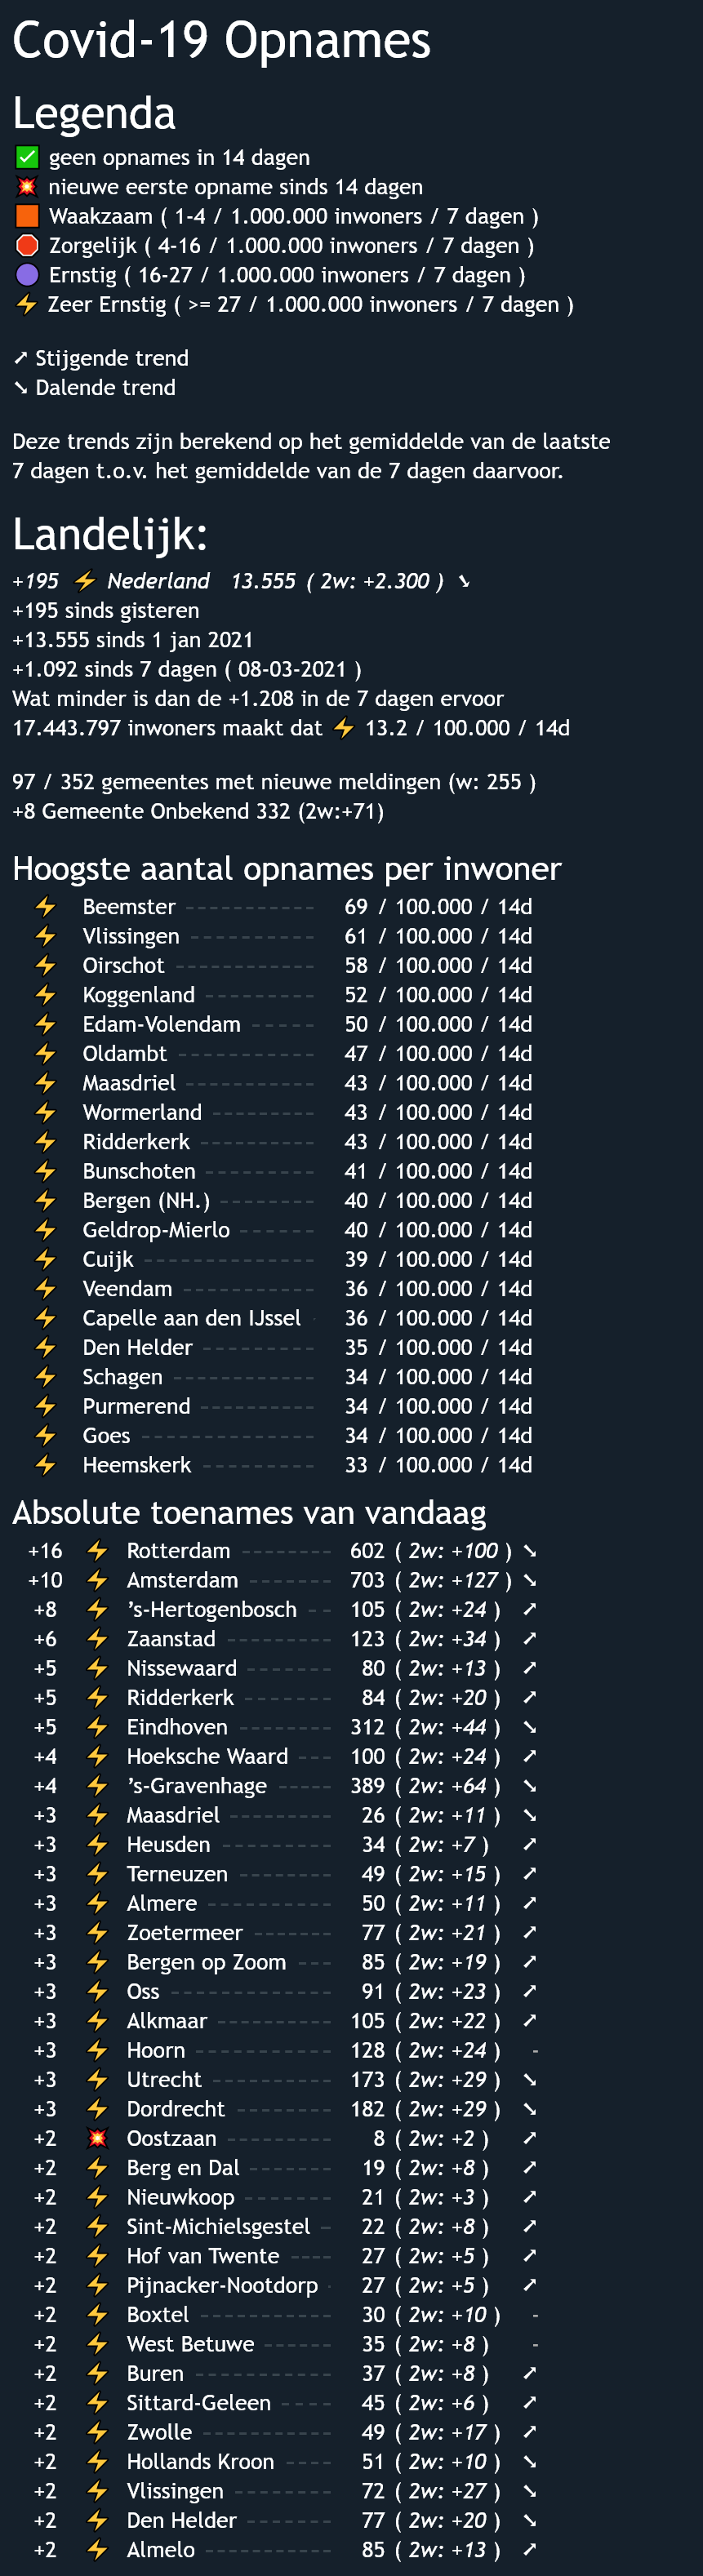 Covid-19 Opnames
Legenda
✅ geen opnames in 14 dagen
💥 nieuwe eerste opname sinds 14 dagen
🟧 Waakzaam ( 1-4 / 1.000.000 inwoners / 7 dagen )
🛑 Zorgelijk ( 4-16 / 1.000.000 inwoners / 7 dagen )
🟣 Ernstig ( 16-27 / 1.000.000 inwoners / 7 dagen )
⚡ Zeer Ernstig ( >= 27 / 1.000.000 inwoners / 7 dagen )
➚ Stijgende trend
➘ Dalende trend
Deze trends zijn berekend op het gemiddelde van de laatste
7 dagen t.o.v. het gemiddelde van de 7 dagen daarvoor.
Landelijk:
+195 ⚡ Nederland 13.555 ( 2w: +2.300 ) ➘
+195 sinds gisteren
+13.555 sinds 1 jan 2021
+1.092 sinds 7 dagen ( 08-03-2021 )
Wat minder is dan de +1.208 in de 7 dagen ervoor
17.443.797 inwoners maakt dat ⚡ 13.2 / 100.000 / 14d
97 / 352 gemeentes met nieuwe meldingen (w: 255 )
+8 Gemeente Onbekend 332 (2w:+71)
Hoogste aantal opnames per inwoner
⚡ Beemster ----------- 69 / 100.000 / 14d
⚡ Vlissingen ----------- 61 / 100.000 / 14d
⚡ Oirschot ------------ 58 / 100.000 / 14d
⚡ Koggenland --------- 52 / 100.000 / 14d
⚡ Edam-Volendam ----- 50 / 100.000 / 14d
⚡ Oldambt ------------ 47 / 100.000 / 14d
⚡ Maasdriel ----------- 43 / 100.000 / 14d
⚡ Wormerland --------- 43 / 100.000 / 14d
⚡ Ridderkerk ---------- 43 / 100.000 / 14d
⚡ Bunschoten ---------- 41 / 100.000 / 14d
⚡ Bergen (NH.) -------- 40 / 100.000 / 14d
⚡ Geldrop-Mierlo ------ 40 / 100.000 / 14d
⚡ Cuijk --------------- 39 / 100.000 / 14d
⚡ Veendam ----------- 36 / 100.000 / 14d
⚡ Capelle aan den IJssel - 36 / 100.000 / 14d
⚡ Den Helder ---------- 35 / 100.000 / 14d
⚡ Schagen ------------ 34 / 100.000 / 14d
⚡ Purmerend ---------- 34 / 100.000 / 14d
⚡ Goes --------------- 34 / 100.000 / 14d
⚡ Heemskerk ---------- 33 / 100.000 / 14d
Absolute toenames van vandaag
+16 ⚡ Rotterdam -------- 602 ( 2w: +100 ) ➘
+10 ⚡ Amsterdam -------- 703 ( 2w: +127 ) ➘
+8 ⚡ 's-Hertogenbosch -- 105 ( 2w: +24 ) ➚
+6 ⚡ Zaanstad ---------- 123 ( 2w: +34 ) ➚
+5 ⚡ Nissewaard -------- 80 ( 2w: +13 ) ➚
+5 ⚡ Ridderkerk -------- 84 ( 2w: +20 ) ➚
+5 ⚡ Eindhoven --------- 312 ( 2w: +44 ) ➘
+4 ⚡ Hoeksche Waard --- 100 ( 2w: +24 ) ➚
+4 ⚡ 's-Gravenhage ----- 389 ( 2w: +64 ) ➘
+3 ⚡ Maasdriel --------- 26 ( 2w: +11 ) ➘
+3 ⚡ Heusden ---------- 34 ( 2w: +7 ) ➚
+3 ⚡ Terneuzen -------- 49 ( 2w: +15 ) ➚
+3 ⚡ Almere ----------- 50 ( 2w: +11 ) ➚
+3 ⚡ Zoetermeer ------- 77 ( 2w: +21 ) ➚
+3 ⚡ Bergen op Zoom --- 85 ( 2w: +19 ) ➚
+3 ⚡ Oss -------------- 91 ( 2w: +23 ) ➚
+3 ⚡ Alkmaar ---------- 105 ( 2w: +22 ) ➚
+3 ⚡ Hoorn ------------ 128 ( 2w: +24 ) -
+3 ⚡ Utrecht ----------- 173 ( 2w: +29 ) ➘
+3 ⚡ Dordrecht --------- 182 ( 2w: +29 ) ➘
+2 💥 Oostzaan ---------- 8 ( 2w: +2 ) ➚
+2 ⚡ Berg en Dal ------- 19 ( 2w: +8 ) ➚
+2 ⚡ Nieuwkoop -------- 21 ( 2w: +3 ) ➚
+2 ⚡ Sint-Michielsgestel - 22 ( 2w: +8 ) ➚
+2 ⚡ Hof van Twente ---- 27 ( 2w: +5 ) ➚
+2 ⚡ Pijnacker-Nootdorp - 27 ( 2w: +5 ) ➚
+2 ⚡ Boxtel ------------ 30 ( 2w: +10 ) -
+2 ⚡ West Betuwe ------ 35 ( 2w: +8 ) -
+2 ⚡ Buren ------------ 37 ( 2w: +8 ) ➚
+2 ⚡ Sittard-Geleen ---- 45 ( 2w: +6 ) ➚
+2 ⚡ Zwolle ----------- 49 ( 2w: +17 ) ➚
+2 ⚡ Hollands Kroon ---- 51 ( 2w: +10 ) ➘
+2 ⚡ Vlissingen --------- 72 ( 2w: +27 ) ➘
+2 ⚡ Den Helder ------- 77 ( 2w: +20 ) ➘
+2 ⚡ Almelo ----------- 85 ( 2w: +13 ) ➚